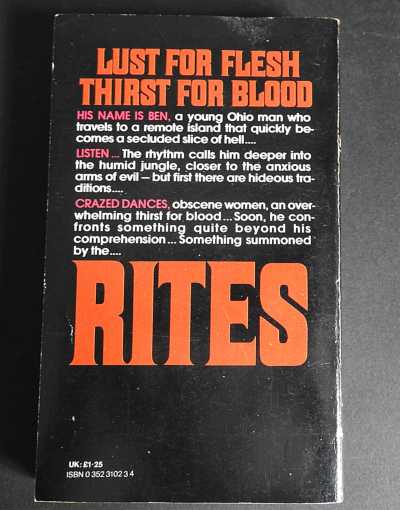 LUST FOR FLESH
THIRST FOR BLOOD
HIS NAME IS BEN, a young Ohio man who
travels to a remote island that quickly be-
comes a secluded slice of hell....
LISTEN ... The rhythm calls him deeper into
the humid jungle, closer to the anxious
arms of evil — but first there are hideous tra-
ditions....
CRAZED DANCES, obscene women, an over-
whelming thirst for blood ... Soon, he con-
fronts something quite beyond his
comprehension ... Something summoned
by the....
RITES
UK: £1·25
ISBN 0 352 3102 3 4